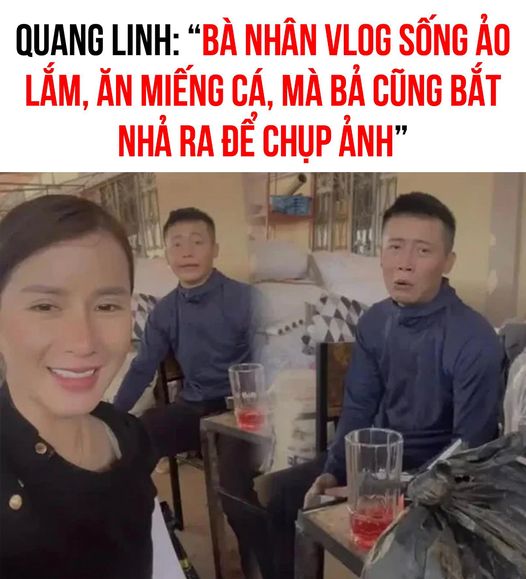 QUANG LINH: “BÀ NHÂN VLOG SỐNG ẢO
LẮM, ĂN MIẾNG CÁ, MÀ BẢ CŨNG BẮT
NHẢ RA ĐỂ CHỤP ẢNH”